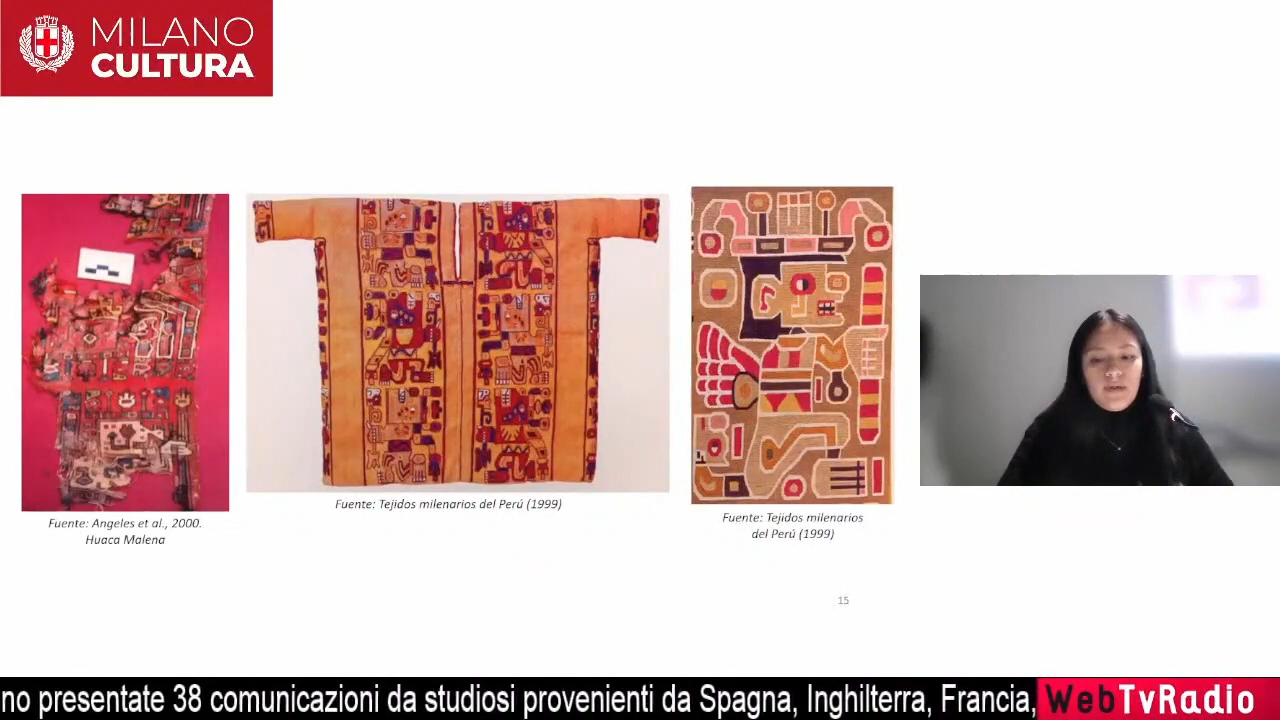 MILANO
CULTURA
Fuente: Angeles et al., 2000.
Huaca Malena
Fuente: Tejidos milenarios del Perú (1999)
Fuente: Tejidos milenarios
del Perú (1999)
15
no presentate 38 comunicazioni da studiosi provenienti da Spagna, Inghilterra, Francia,
WebTvRadio